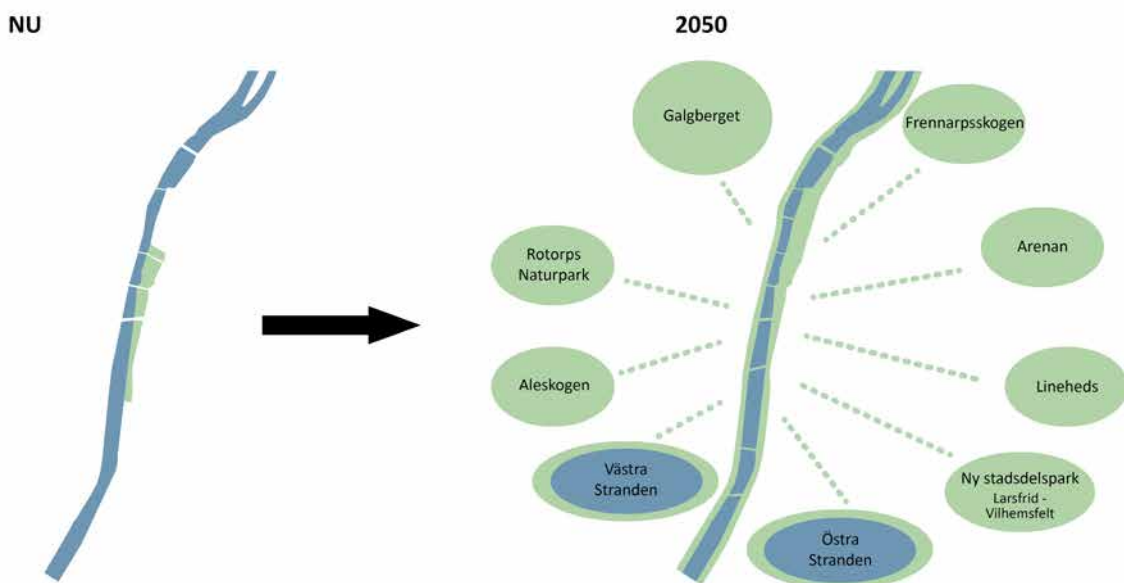 NU
2050
Galgberget
Frennarpsskogen
Rotorps
Naturpark
Arenan
Aleskogen
Lineheds
Västra
Stranden
Ny stadsdelspark
Larsfrid -
Vilhemsfelt
Östra
Stranden